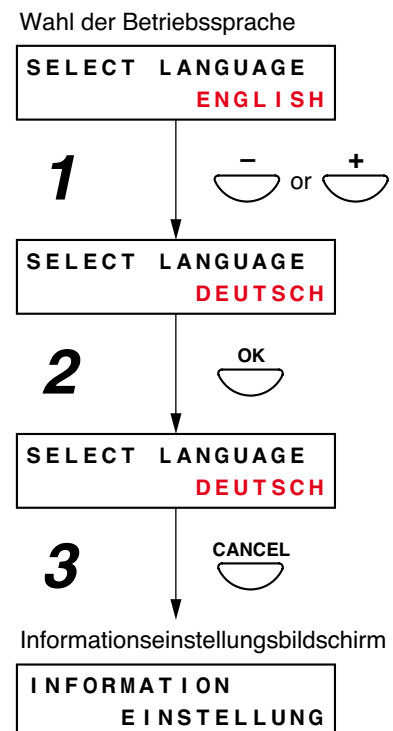 Wahl der Betriebssprache
SELECT LANGUAGE
ENGLISH
1
– or +
SELECT LANGUAGE
DEUTSCH
2
OK
SELECT LANGUAGE
DEUTSCH
3
CANCEL
Informationseinstellungsbildschirm
INFORMATION
EINSTELLUNG